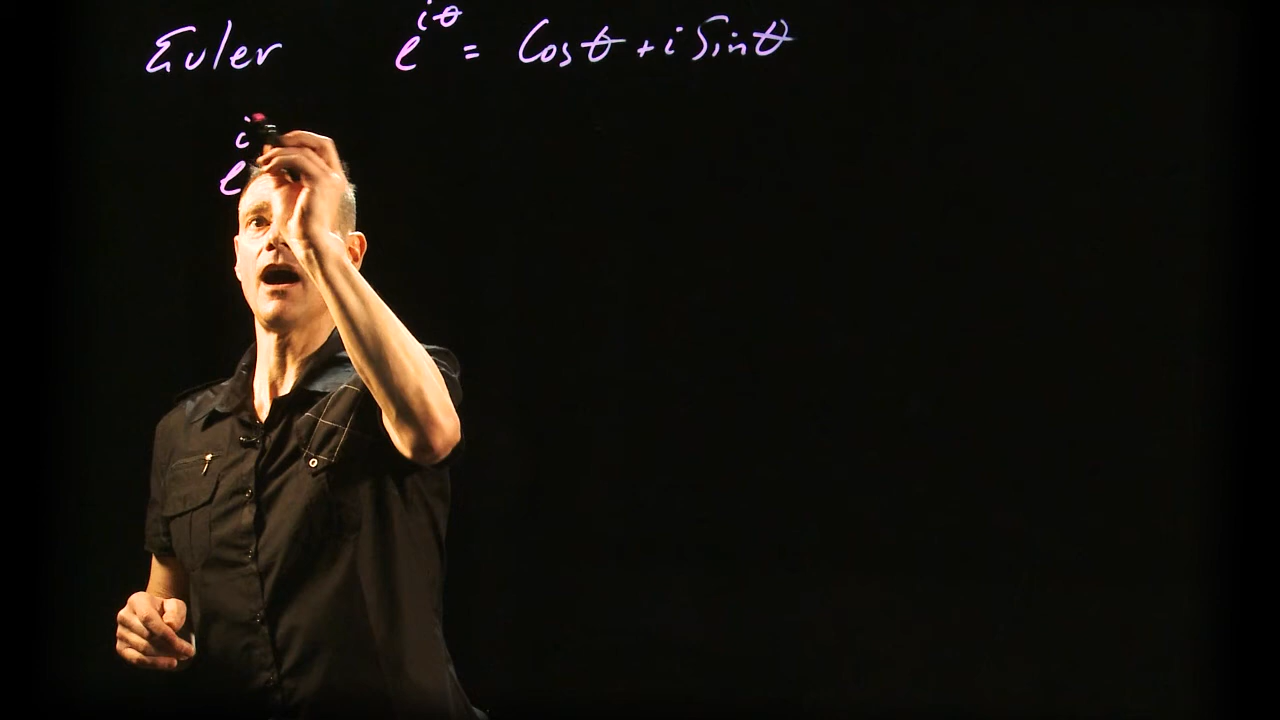 Euler e^{iθ} = Cosθ + i Sinθ
e^{i